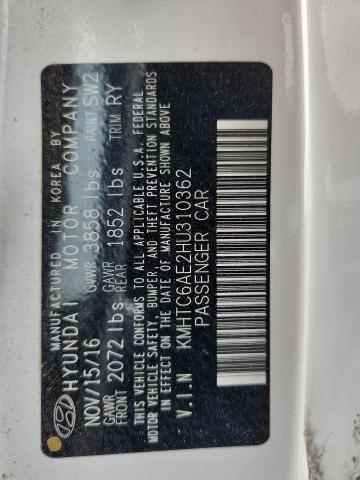 MANUFACTURED IN KOREA BY
HYUNDAI MOTOR COMPANY
NOV/15/16 GVWR 3858 lbs PAINT SW2
GAWR FRONT 2072 lbs GAWR REAR 1852 lbs TRIM RY
THIS VEHICLE CONFORMS TO ALL APPLICABLE U.S.A. FEDERAL
MOTOR VEHICLE SAFETY, BUMPER, AND THEFT PREVENTION STANDARDS
IN EFFECT ON THE DATE OF MANUFACTURE SHOWN ABOVE
V.I.N KMHTC6AE2HU310362
PASSENGER CAR